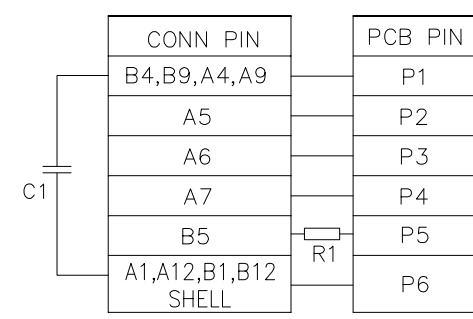 CONN PIN
PCB PIN
B4,B9,A4,A9
P1
A5
P2
A6
P3
C1
A7
P4
B5
R1
P5
A1,A12,B1,B12
SHELL
P6